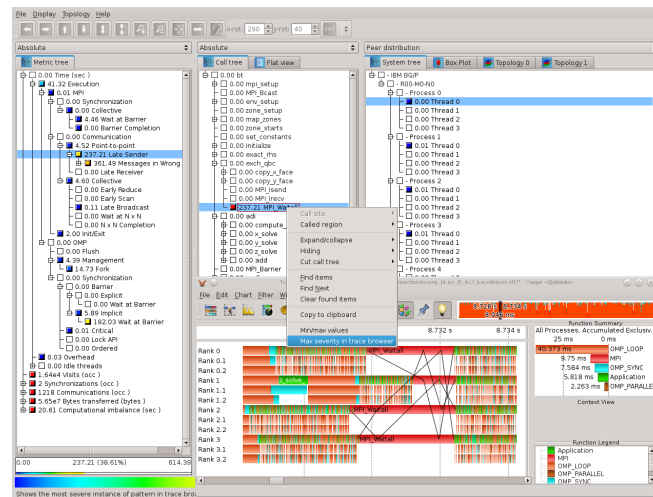 File Display Topology Help
x-rot: 290 y-rot: 40
Absolute
Absolute
Peer distribution
Metric tree
Call tree
Flat view
System tree
Box Plot
Topology 0
Topology 1
0.00 Time (sec )
41.32 Execution
0.01 MPI
0.00 Synchronization
0.00 Collective
4.46 Wait at Barrier
0.00 Barrier Completion
0.00 Communication
4.52 Point-to-point
237.21 Late Sender
361.49 Messages in Wrong
0.00 Late Receiver
4.60 Collective
0.00 Early Reduce
0.00 Early Scan
0.11 Late Broadcast
0.00 Wait at N x N
0.00 N x N Completion
2.00 Init/Exit
0.00 OMP
0.00 Flush
4.39 Management
14.73 Fork
0.00 Synchronization
0.00 Barrier
0.00 Explicit
0.00 Wait at Barrier
5.89 Implicit
192.03 Wait at Barrier
0.01 Critical
0.00 Lock API
0.00 Ordered
0.03 Overhead
0.00 Idle threads
1.64e4 Visits (occ )
2 Synchronizations (occ )
1218 Communications (occ )
5.65e7 Bytes transferred (bytes )
20.61 Computational imbalance (sec )
0.00 237.21 (38.61%) 614.39
Shows the most severe instance of pattern in trace bro
0.00 bt
0.00 mpi_setup
0.00 MPI_Bcast
0.00 env_setup
0.00 zone_setup
0.00 map_zones
0.00 zone_starts
0.00 set_constants
0.00 initialize
0.00 exact_rhs
0.00 exch_qbc
0.00 copy_x_face
0.00 copy_y_face
0.00 MPI_Isend
0.00 MPI_Irecv
237.21 MPI_Waitall
0.00 adi
0.00 compute_
0.00 x_solve
0.00 y_solve
0.00 z_solve
0.00 add
0.00 MPI_Barrier
- IBM BG/P
- R00-M0-N0
- Process 0
0.00 Thread 0
0.00 Thread 1
0.00 Thread 2
0.00 Thread 3
- Process 1
0.01 Thread 0
0.00 Thread 1
0.00 Thread 2
0.00 Thread 3
- Process 2
0.01 Thread 0
0.00 Thread 1
0.00 Thread 2
0.00 Thread 3
- Process 3
0.01 Thread 0
0.00 Thread 1
0.00 Thread 2
0.00 Thread 3
- Process 4
Call site
Called region
Expand/collapse
Hiding
Cut call tree
Find items
Find Next
Clear found items
Copy to clipboard
Min/max values
Max severity in trace browser
File Edit Chart Filter
8.732 s 8.734 s
Rank 0
Rank 0.1
Rank 0.2
Rank 1
Rank 1.1
Rank 1.2
Rank 2
Rank 2.1
Rank 2.2
Rank 3
Rank 3.1
Rank 3.2
MPI_Waitall
z_solve_
MPI_Waitall
MPI_Waitall
Function Summary
All Processes, Accumulated Exclusiv.
25 ms 0 ms
40.373 ms OMP_LOOP
9.75 ms MPI
7.584 ms OMP_SYNC
5.818 ms Application
2.263 ms OMP_PARALLE
Context View
Function Legend
Application
MPI
OMP_LOOP
OMP_PARALLEL
OMP_SYNC